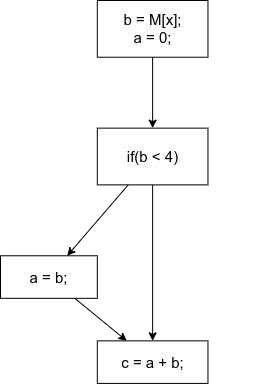 b = M[x];
a = 0;
if(b < 4)
a = b;
c = a + b;